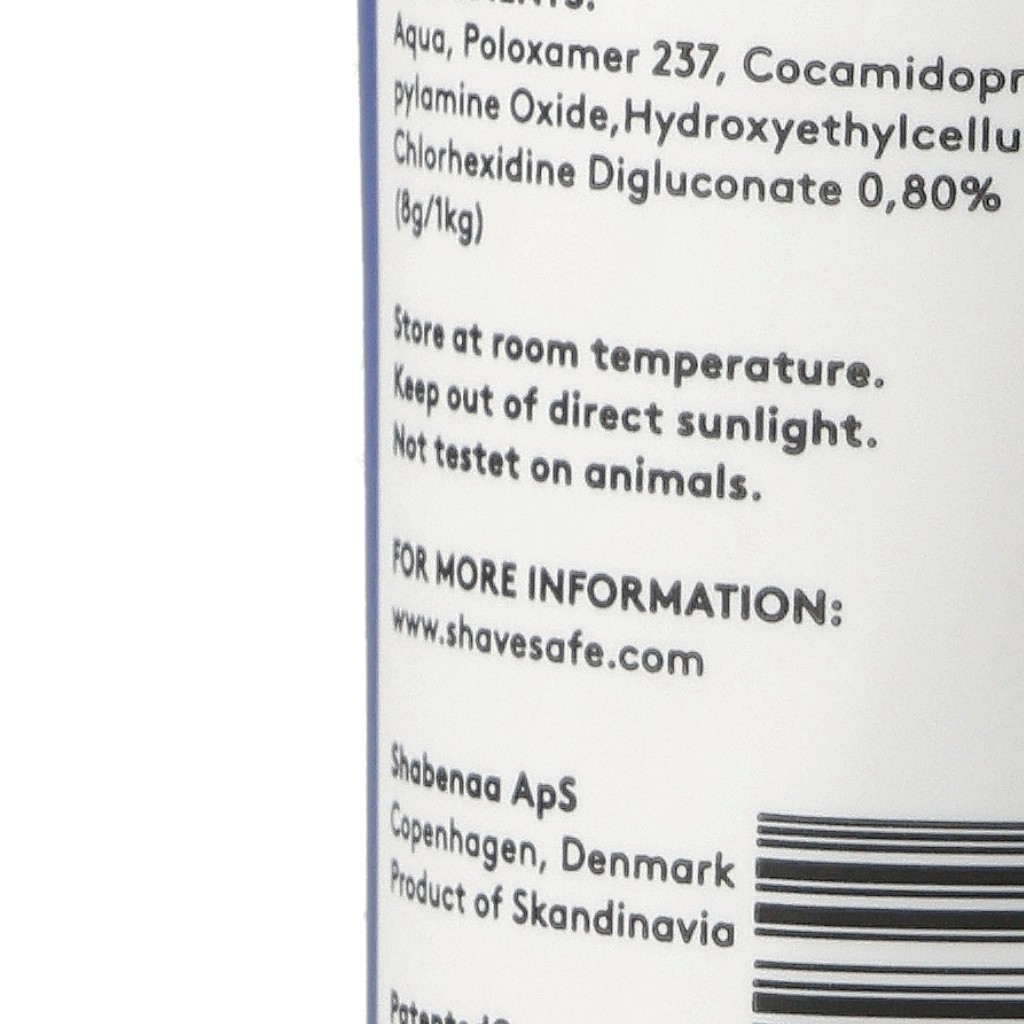 Aqua, Poloxamer 237, Cocamidopr
pylamine Oxide, Hydroxyethylcellu
Chlorhexidine Digluconate 0,80%
(8g/1kg)
Store at room temperature.
Keep out of direct sunlight.
Not testet on animals.
FOR MORE INFORMATION:
www.shavesafe.com
Shabenaa ApS
Copenhagen, Denmark
Product of Skandinavia